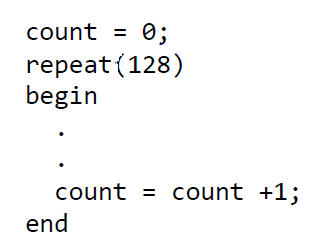 count = 0;
repeat(128)
begin
.
.
count = count +1;
end